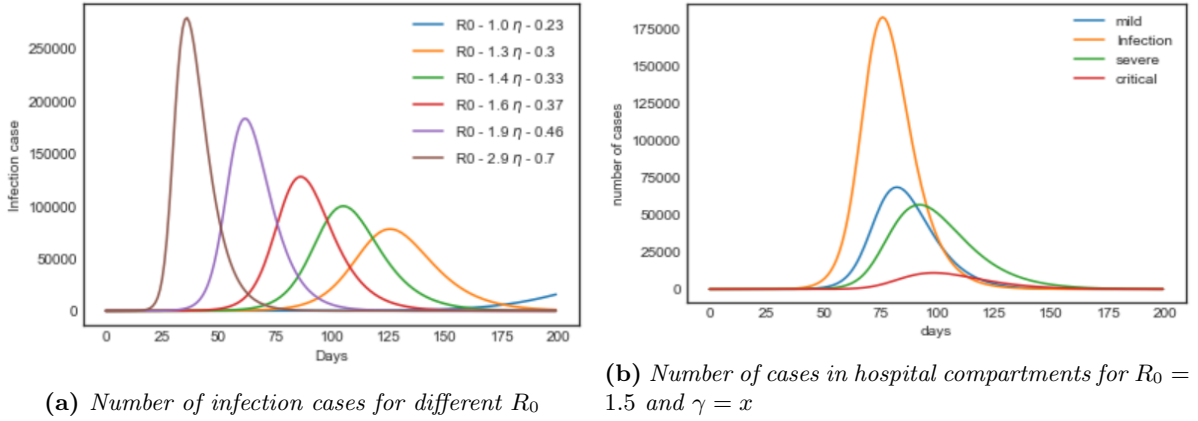 Infection case
250000
200000
150000
100000
50000
0
0 25 50 75 100 125 150 175 200
Days
R0 - 1.0 η - 0.23
R0 - 1.3 η - 0.3
R0 - 1.4 η - 0.33
R0 - 1.6 η - 0.37
R0 - 1.9 η - 0.46
R0 - 2.9 η - 0.7
(a) Number of infection cases for different R₀
number of cases
175000
150000
125000
100000
75000
50000
25000
0
0 25 50 75 100 125 150 175 200
days
mild
Infection
severe
critical
(b) Number of cases in hospital compartments for R₀ =
1.5 and γ = x